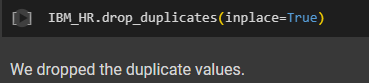 IBM_HR.drop_duplicates(inplace=True)
We dropped the duplicate values.